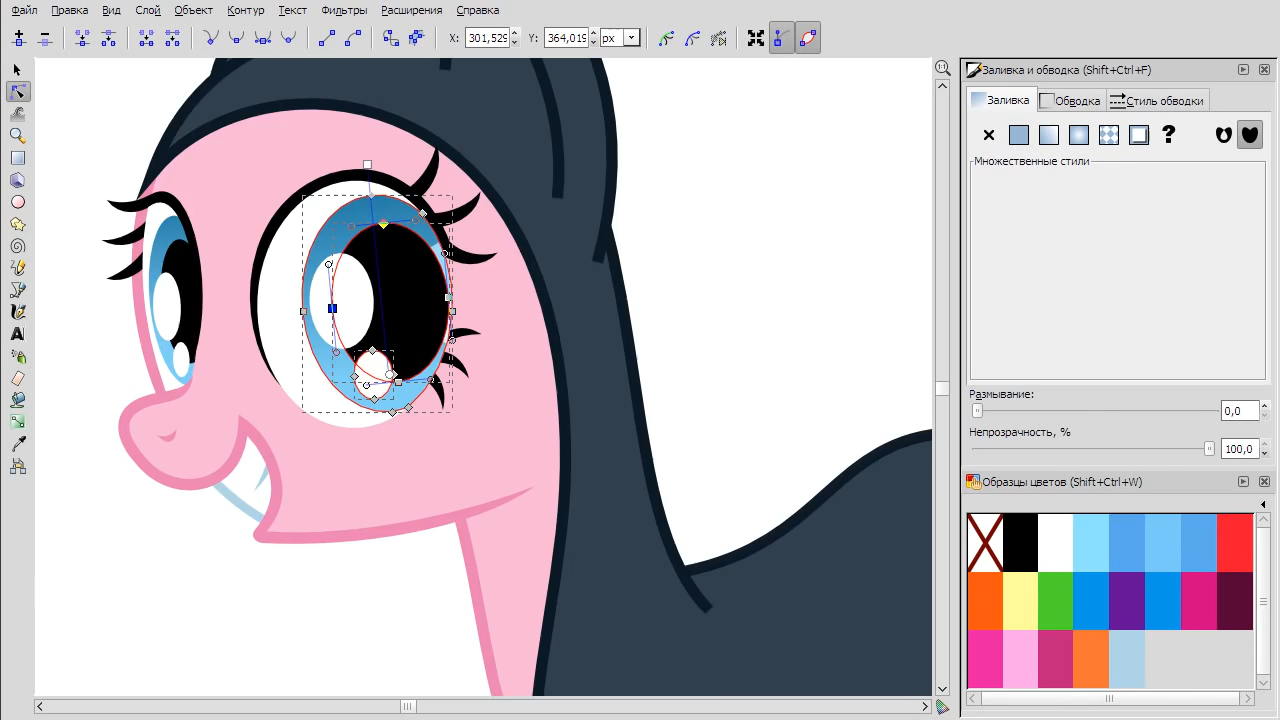 Файл Правка Вид Слой Объект Контур Текст Фильтры Расширения Справка
X: 301,529 Y: 364,019 px
Заливка и обводка (Shift+Ctrl+F)
Заливка Обводка Стиль обводки
?
Множественные стили
Размывание:
0,0
Непрозрачность, %
100,0
Образцы цветов (Shift+Ctrl+W)